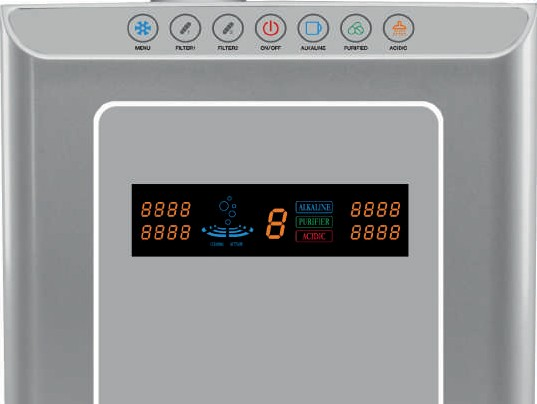 MENU FILTER1 FILTER2 ON/OFF ALKALINE PURIFIED ACIDIC
8888 8 ALKALINE 8888
PURIFIER
8888 ACIDIC 8888